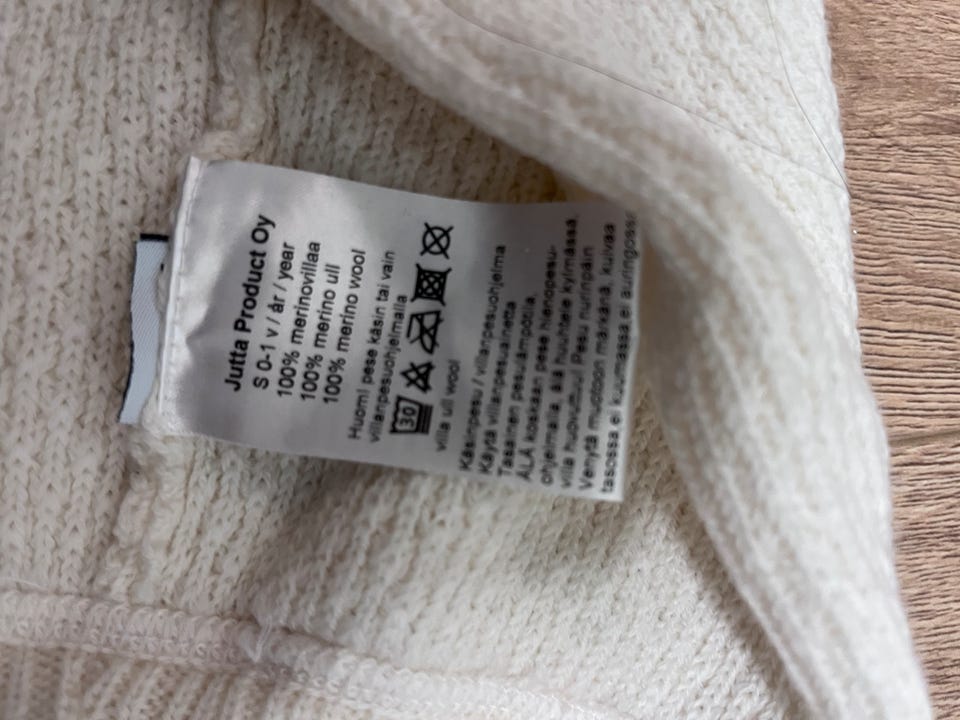 Jutta Product Oy
S 0-1 v / år / year
100% merinovillaa
100% merino ull
100% merino wool
Huom! pese käsin tai vain
villanpesuohjelmalla
30
villa ull wool
Käsinpesu / villanpesuohjelma
Käytä villanpesuainetta
Tasainen pesulämpötila,
ÄLÄ koskaan pese hienopesu-
ohjelmalla, älä huuhtele kylmässä,
villa huovuttuu! Pesu nurinpäin
Venytä muotoon märkänä, kuivaa
tasossa ei kuumassa ei auringossa